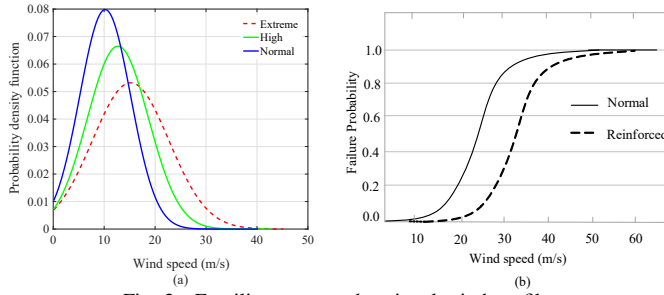 0.08
0.07
0.06
0.05
0.04
0.03
0.02
0.01
0
Probability density function
Extreme
High
Normal
0 10 20 30 40 50
Wind speed (m/s)
(a)
1.0
0.8
0.6
0.4
0.2
0.0
Failure Probability
Normal
Reinforced
10 20 30 40 50 60
Wind speed (m/s)
(b)